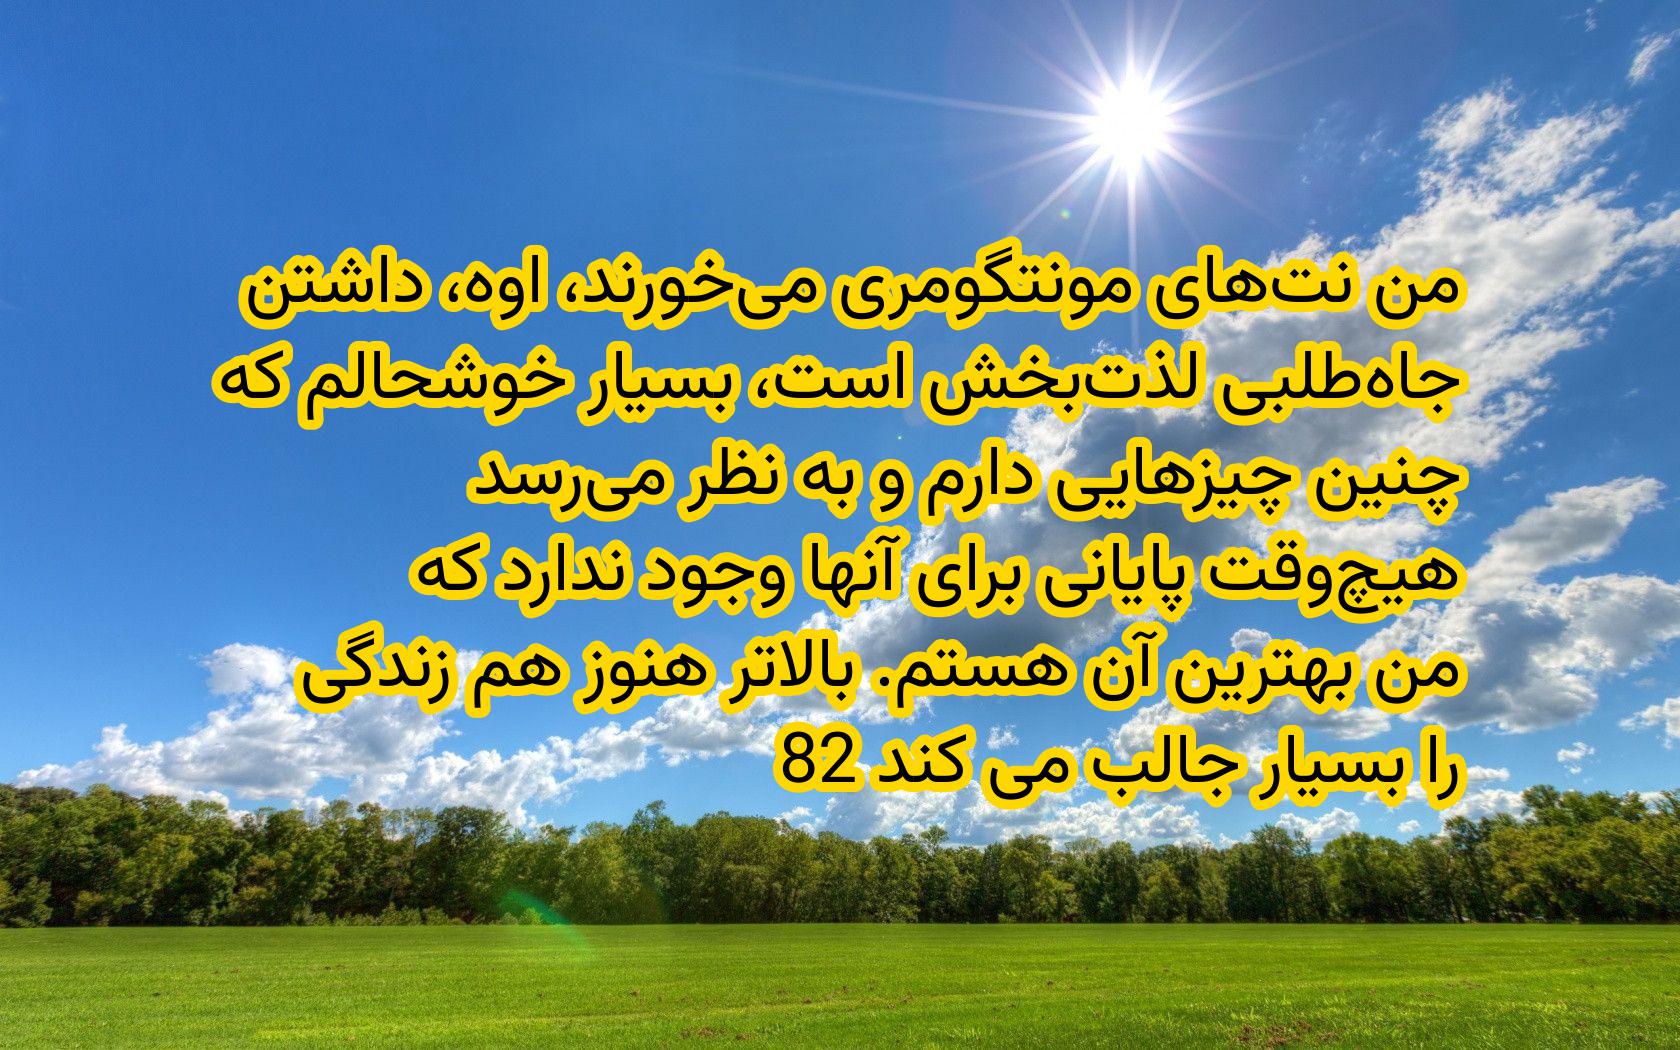 من نت‌های مونتگومری می‌خورند، اوه، داشتن
جاه‌طلبی لذت‌بخش است، بسیار خوشحالم که
چنین چیزهایی دارم و به نظر می‌رسد
هیچ‌وقت پایانی برای آنها وجود ندارد که
من بهترین آن هستم. بالاتر هنوز هم زندگی
را بسیار جالب می کند 82